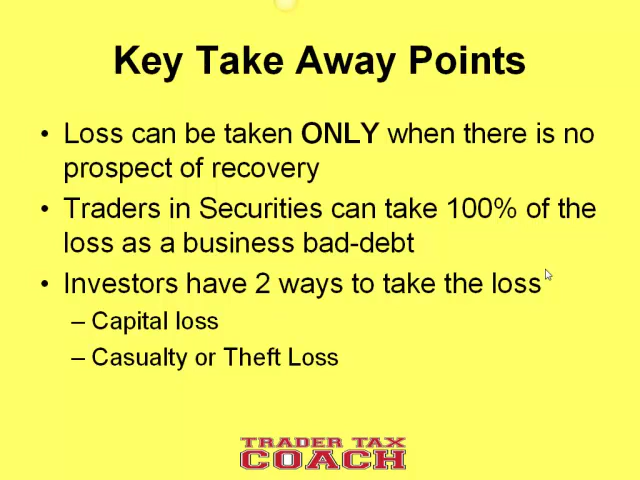 Key Take Away Points
• Loss can be taken ONLY when there is no
prospect of recovery
• Traders in Securities can take 100% of the
loss as a business bad-debt
• Investors have 2 ways to take the loss
– Capital loss
– Casualty or Theft Loss
TRADER TAX
COACH